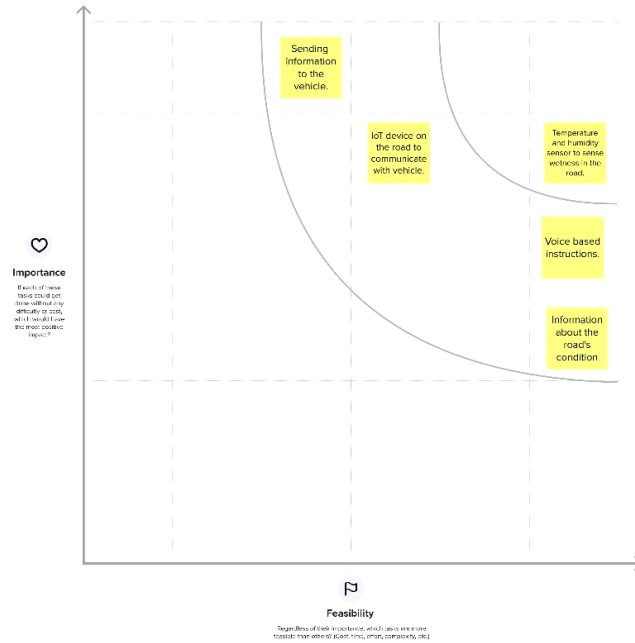 Sending
information
to the
vehicle.
IoT device on
the road to
communicate
with vehicle.
Temperature
and humidity
sensor to sense
wetness in the
road.
Voice based
instructions.
Information
about the
road's
condition
Importance
If each of these
tasks could get
done without any
difficulty or cost,
which would have
the most positive
impact?
Feasibility
Regardless of their importance, which tasks are more
feasible than others? (Cost, time, effort, complexity, etc.)